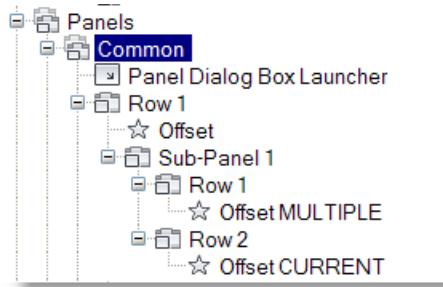 Panels
Common
Panel Dialog Box Launcher
Row 1
Offset
Sub-Panel 1
Row 1
Offset MULTIPLE
Row 2
Offset CURRENT